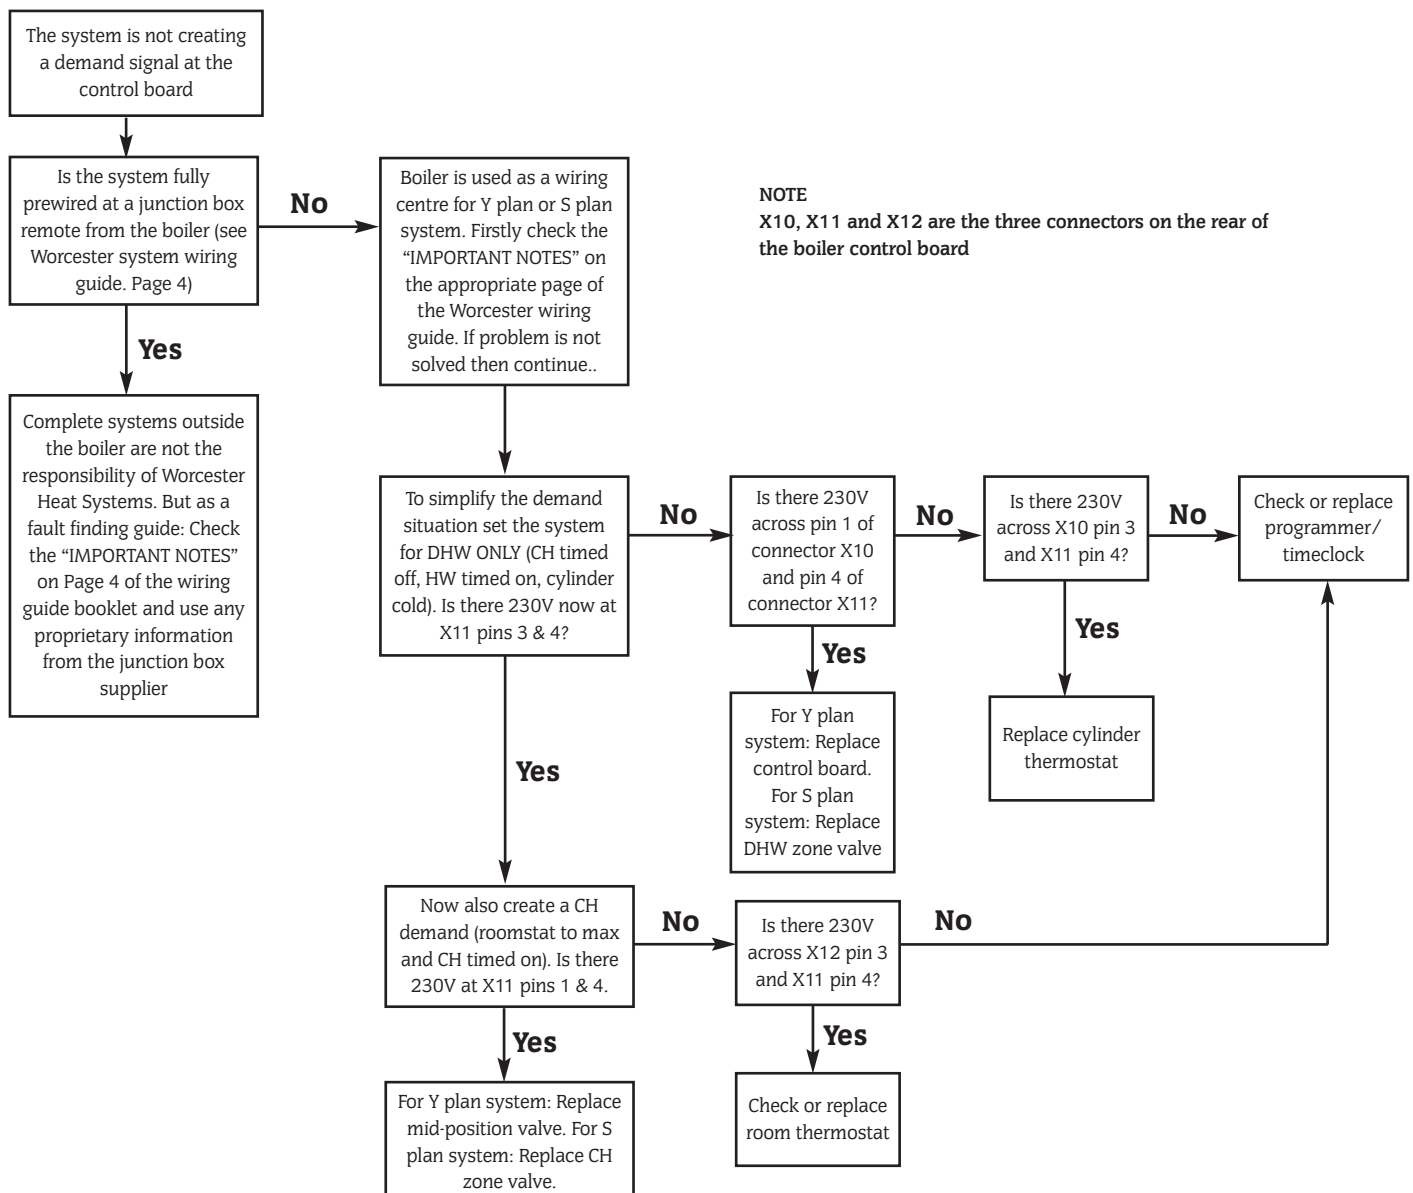 The system is not creating
a demand signal at the
control board
Is the system fully
prewired at a junction box
remote from the boiler (see
Worcester system wiring
guide. Page 4)
No
Boiler is used as a wiring
centre for Y plan or S plan
system. Firstly check the
“IMPORTANT NOTES” on
the appropriate page of
the Worcester wiring
guide. If problem is not
solved then continue..
NOTE
X10, X11 and X12 are the three connectors on the rear of
the boiler control board
Yes
Complete systems outside
the boiler are not the
responsibility of Worcester
Heat Systems. But as a
fault finding guide: Check
the “IMPORTANT NOTES”
on Page 4 of the wiring
guide booklet and use any
proprietary information
from the junction box
supplier
To simplify the demand
situation set the system
for DHW ONLY (CH timed
off, HW timed on, cylinder
cold). Is there 230V now at
X11 pins 3 & 4?
No
Is there 230V
across pin 1 of
connector X10
and pin 4 of
connector X11?
No
Is there 230V
across X10 pin 3
and X11 pin 4?
No
Check or replace
programmer/
timeclock
Yes
For Y plan
system: Replace
control board.
For S plan
system: Replace
DHW zone valve
Yes
Replace cylinder
thermostat
Yes
Now also create a CH
demand (roomstat to max
and CH timed on). Is there
230V at X11 pins 1 & 4.
No
Is there 230V
across X12 pin 3
and X11 pin 4?
No
Yes
For Y plan system: Replace
mid-position valve. For S
plan system: Replace CH
zone valve.
Yes
Check or replace
room thermostat